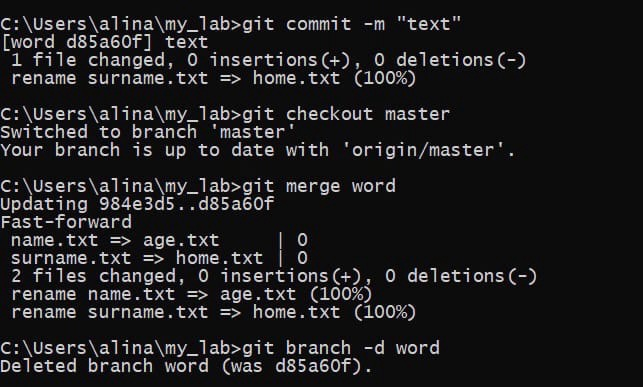 C:\Users\alina\my_lab>git commit -m "text"
[word d85a60f] text
 1 file changed, 0 insertions(+), 0 deletions(-)
 rename surname.txt => home.txt (100%)

C:\Users\alina\my_lab>git checkout master
Switched to branch 'master'
Your branch is up to date with 'origin/master'.

C:\Users\alina\my_lab>git merge word
Updating 984e3d5..d85a60f
Fast-forward
 name.txt => age.txt     | 0
 surname.txt => home.txt | 0
 2 files changed, 0 insertions(+), 0 deletions(-)
 rename name.txt => age.txt (100%)
 rename surname.txt => home.txt (100%)

C:\Users\alina\my_lab>git branch -d word
Deleted branch word (was d85a60f).